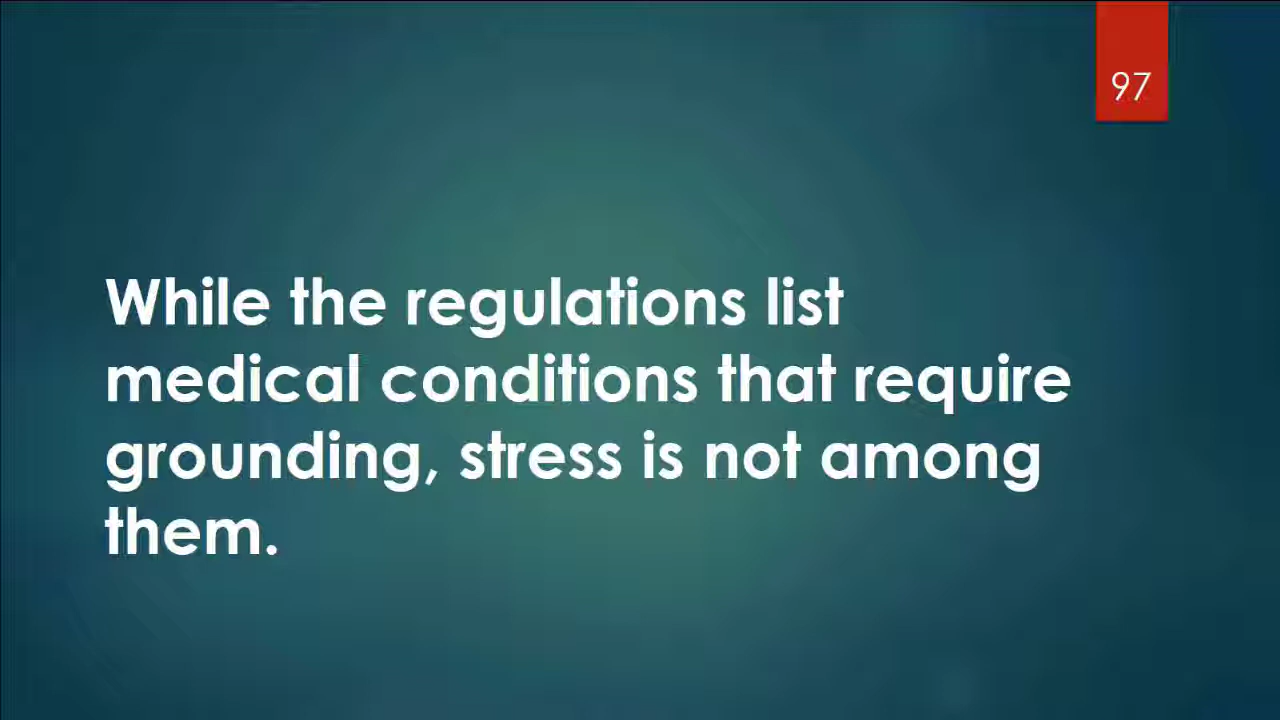 97
While the regulations list
medical conditions that require
grounding, stress is not among
them.